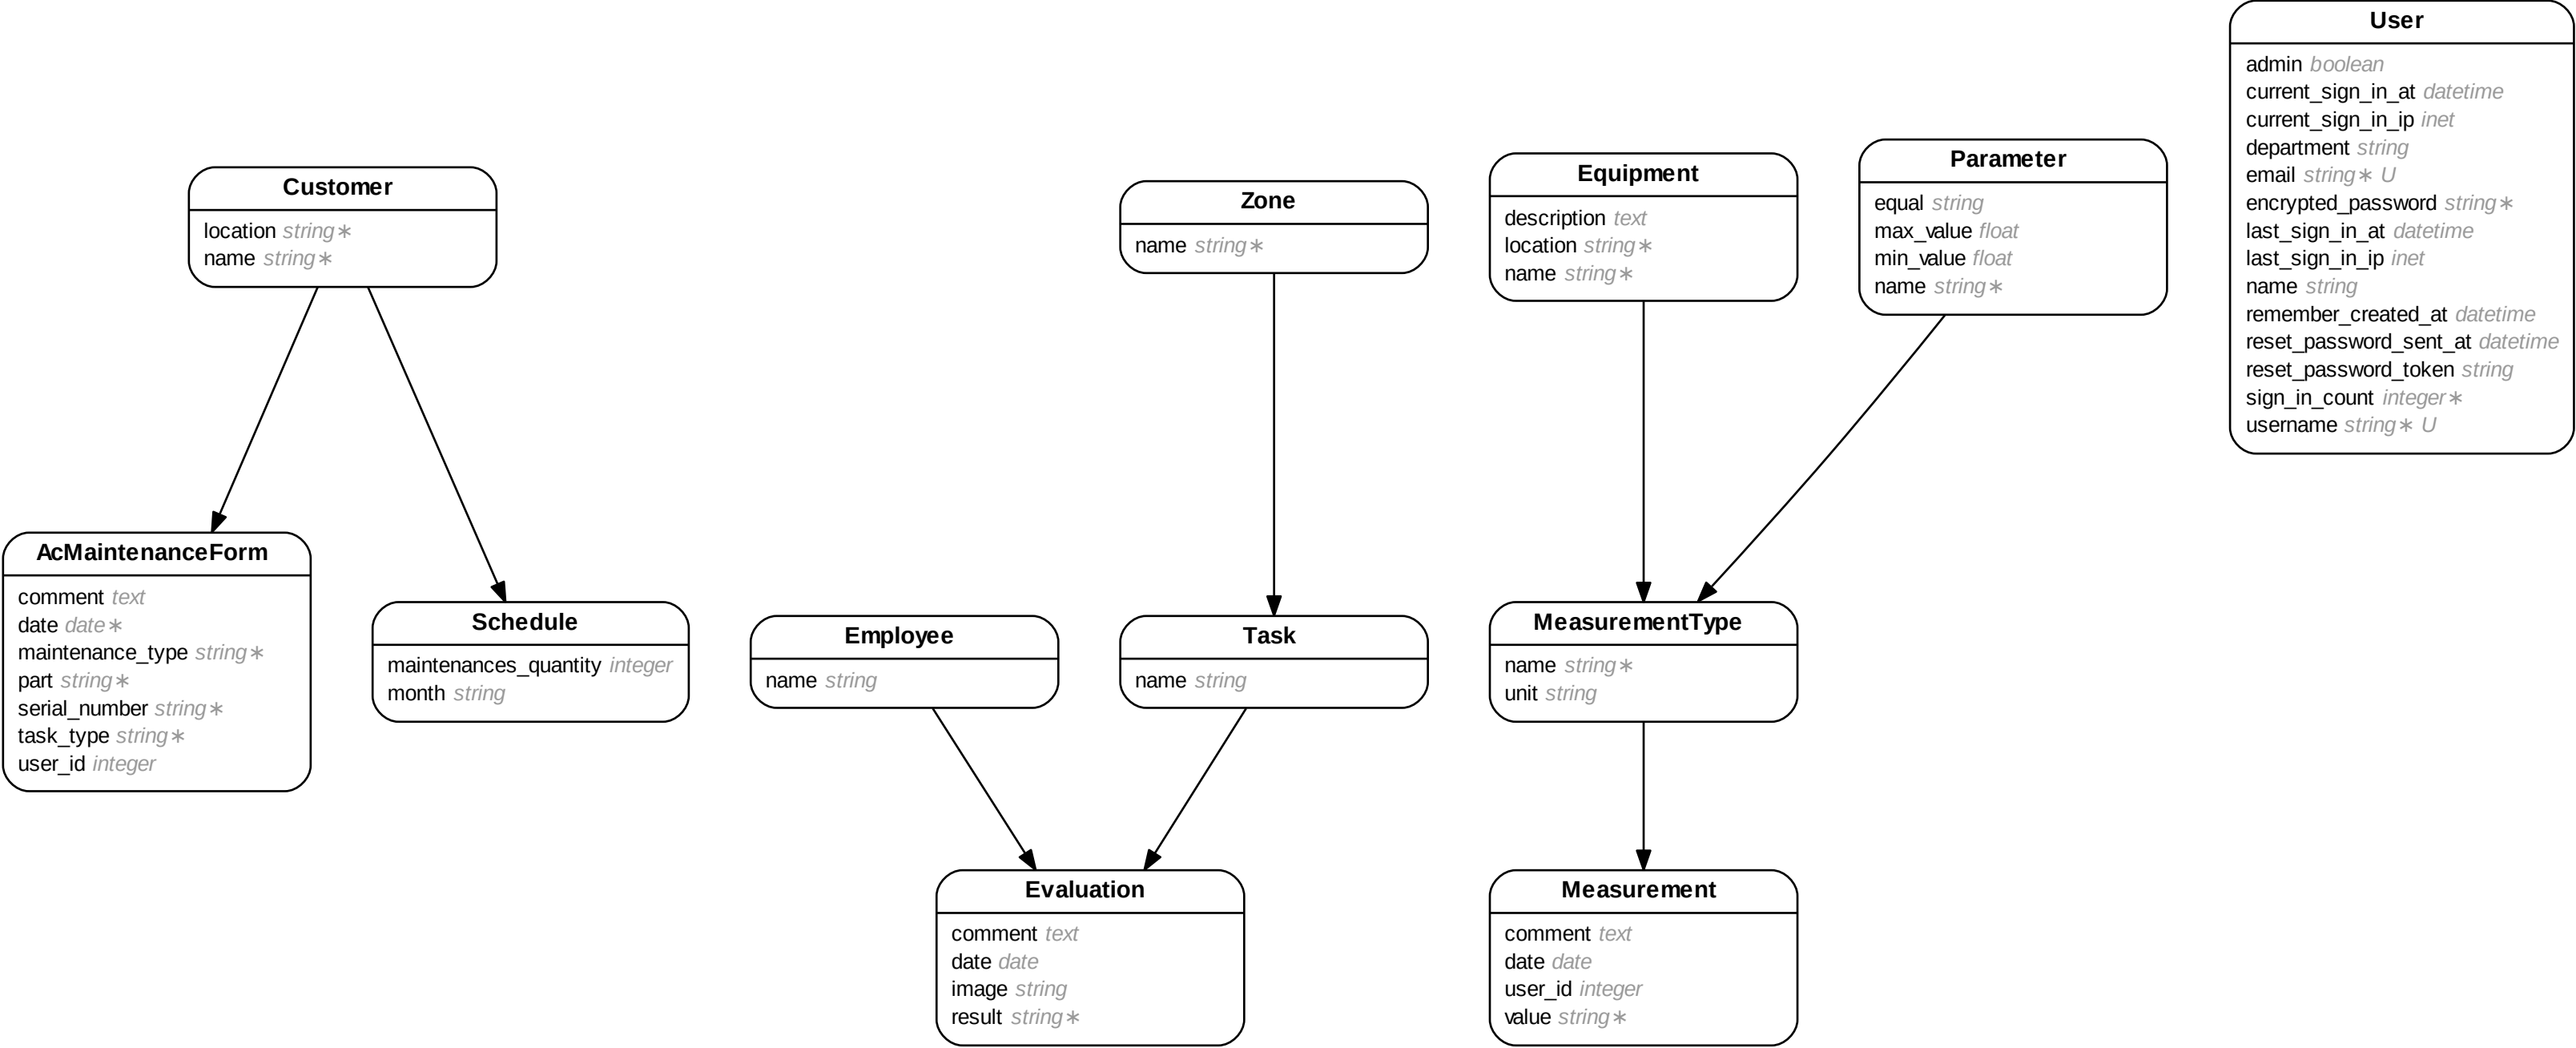 User
admin boolean
current_sign_in_at datetime
current_sign_in_ip inet
department string
email string∗ U
encrypted_password string∗
last_sign_in_at datetime
last_sign_in_ip inet
name string
remember_created_at datetime
reset_password_sent_at datetime
reset_password_token string
sign_in_count integer∗
username string∗ U
Customer
location string∗
name string∗
Zone
name string∗
Equipment
description text
location string∗
name string∗
Parameter
equal string
max_value float
min_value float
name string∗
AcMaintenanceForm
comment text
date date∗
maintenance_type string∗
part string∗
serial_number string∗
task_type string∗
user_id integer
Schedule
maintenances_quantity integer
month string
Employee
name string
Task
name string
MeasurementType
name string∗
unit string
Evaluation
comment text
date date
image string
result string∗
Measurement
comment text
date date
user_id integer
value string∗